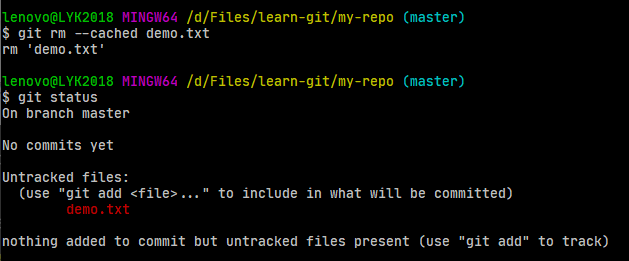 lenovo@LYK2018 MINGW64 /d/Files/learn-git/my-repo (master)
$ git rm --cached demo.txt
rm 'demo.txt'
lenovo@LYK2018 MINGW64 /d/Files/learn-git/my-repo (master)
$ git status
On branch master
No commits yet
Untracked files:
  (use "git add <file>..." to include in what will be committed)
        demo.txt
nothing added to commit but untracked files present (use "git add" to track)